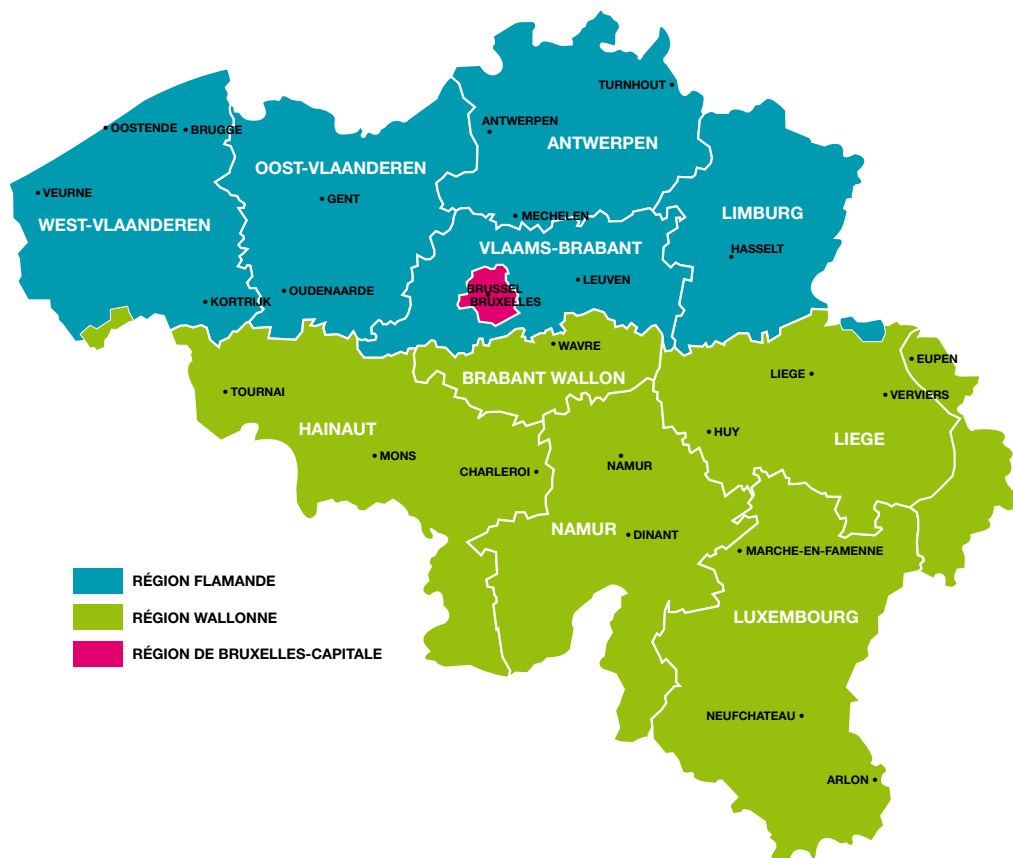 TURNHOUT
ANTWERPEN
OOSTENDE
BRUGGE
ANTWERPEN
OOST-VLAANDEREN
VEURNE
GENT
WEST-VLAANDEREN
MECHELEN
LIMBURG
VLAAMS-BRABANT
HASSELT
LEUVEN
BRUSSEL
BRUXELLES
OUDENAARDE
KORTRIJK
WAVRE
EUPEN
BRABANT WALLON
LIEGE
TOURNAI
VERVIERS
HAINAUT
HUY
LIEGE
MONS
CHARLEROI
NAMUR
NAMUR
DINANT
MARCHE-EN-FAMENNE
RÉGION FLAMANDE
RÉGION WALLONNE
LUXEMBOURG
RÉGION DE BRUXELLES-CAPITALE
NEUFCHATEAU
ARLON